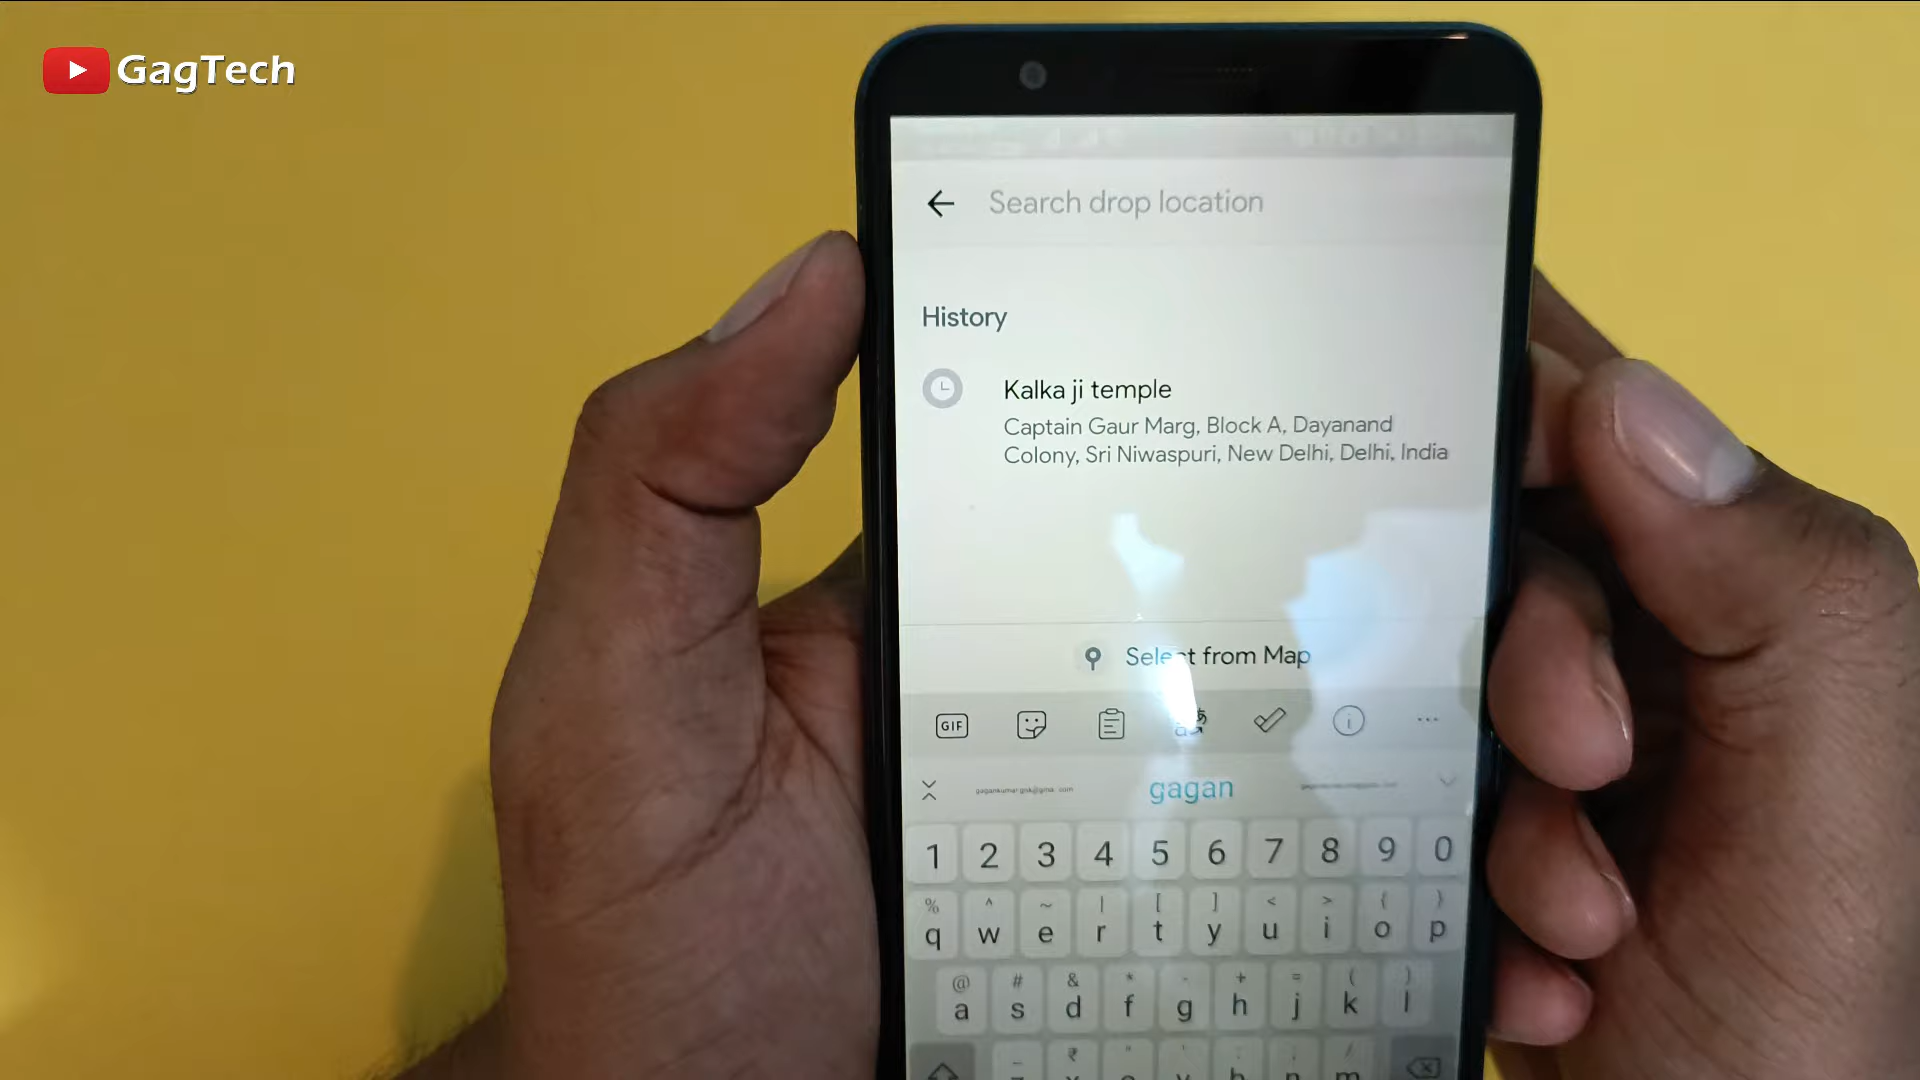 GagTech
Search drop location
History
Kalka ji temple
Captain Gaur Marg, Block A, Dayanand
Colony, Sri Niwaspuri, New Delhi, Delhi, India
Select from Map
GIF
gagan
1 2 3 4 5 6 7 8 9 0
% ^ ~ | [ ] < > { }
q w e r t y u i o p
@ # & * - + = ( )
a s d f g h j k l